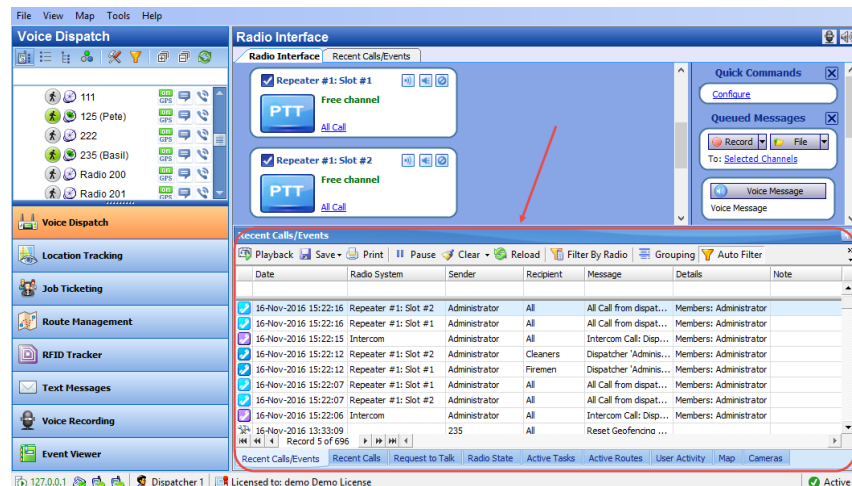 File View Map Tools Help
Voice Dispatch
111 on GPS
125 (Pete) on GPS
222 on GPS
235 (Basil) on GPS
Radio 200 on GPS
Radio 201 on GPS
Voice Dispatch
Location Tracking
Job Ticketing
Route Management
RFID Tracker
Text Messages
Voice Recording
Event Viewer
Radio Interface
Radio Interface Recent Calls/Events
Repeater #1: Slot #1
PTT
Free channel
All Call
Repeater #1: Slot #2
PTT
Free channel
All Call
Quick Commands
Configure
Queued Messages
Record File
To: Selected Channels
Voice Message
Voice Message
Recent Calls/Events
Playback Save Print Pause Clear Reload Filter By Radio Grouping Auto Filter
Date Radio System Sender Recipient Message Details Note
16-Nov-2016 15:22:16 Repeater #1: Slot #2 Administrator All All Call from dispat... Members: Administrator
16-Nov-2016 15:22:16 Repeater #1: Slot #1 Administrator All All Call from dispat... Members: Administrator
16-Nov-2016 15:22:15 Intercom Administrator All Intercom Call: Disp... Members: Administrator
16-Nov-2016 15:22:12 Repeater #1: Slot #2 Administrator Cleaners Dispatcher 'Adminis... Members: Administrator
16-Nov-2016 15:22:12 Repeater #1: Slot #1 Administrator Firemen Dispatcher 'Adminis... Members: Administrator
16-Nov-2016 15:22:07 Repeater #1: Slot #1 Administrator All All Call from dispat... Members: Administrator
16-Nov-2016 15:22:07 Repeater #1: Slot #2 Administrator All All Call from dispat... Members: Administrator
16-Nov-2016 15:22:06 Intercom Administrator All Intercom Call: Disp... Members: Administrator
16-Nov-2016 13:33:09 235 All Reset Geofencing ...
Record 5 of 696
Recent Calls/Events Recent Calls Request to Talk Radio State Active Tasks Active Routes User Activity Map Cameras
127.0.0.1 Dispatcher 1 Licensed to: demo Demo License Active